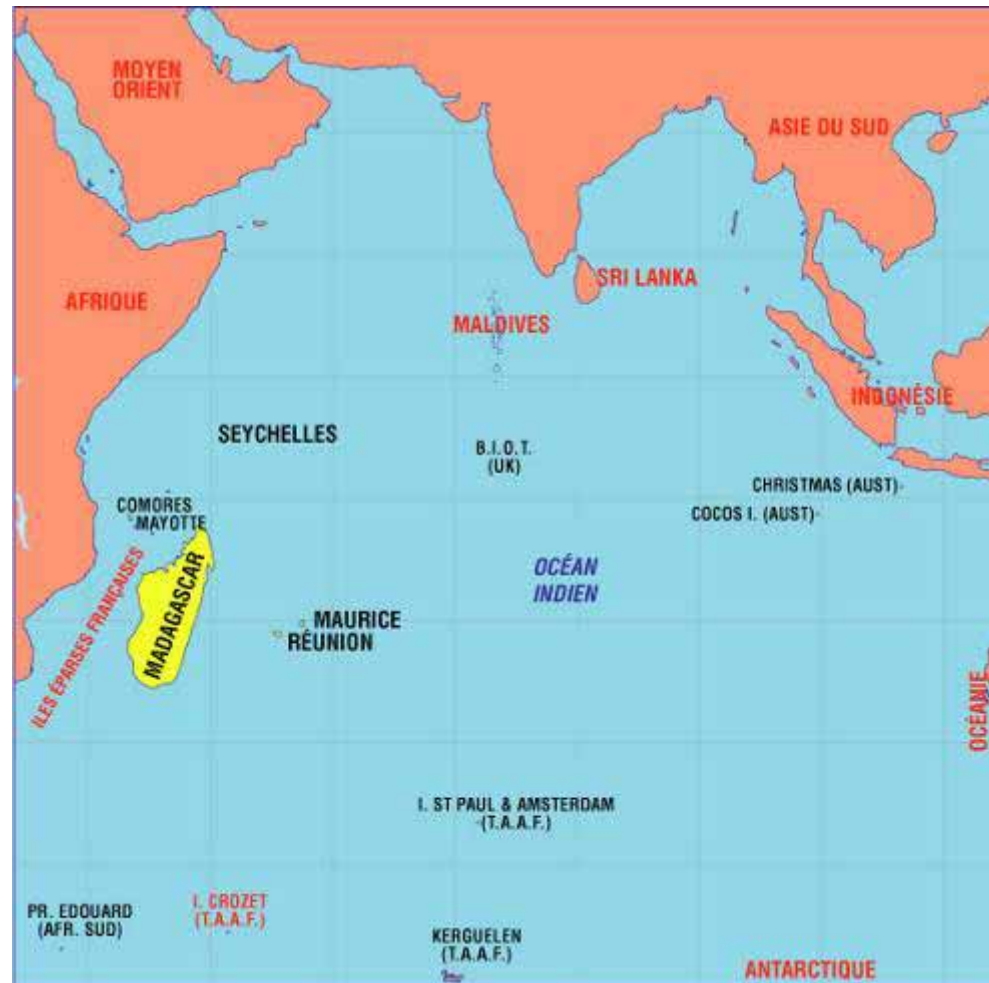 MOYEN
ORIENT
ASIE DU SUD
AFRIQUE
SRI LANKA
MALDIVES
INDONÉSIE
SEYCHELLES
B.I.O.T.
(UK)
CHRISTMAS (AUST)
COCOS I. (AUST)
COMORES
MAYOTTE
ILES ÉPARSES FRANÇAISES
MADAGASCAR
OCÉAN
INDIEN
MAURICE
RÉUNION
OCÉANIE
I. ST PAUL & AMSTERDAM
(T.A.A.F.)
PR. EDOUARD
(AFR. SUD)
I. CROZET
(T.A.A.F.)
KERGUELEN
(T.A.A.F.)
ANTARCTIQUE